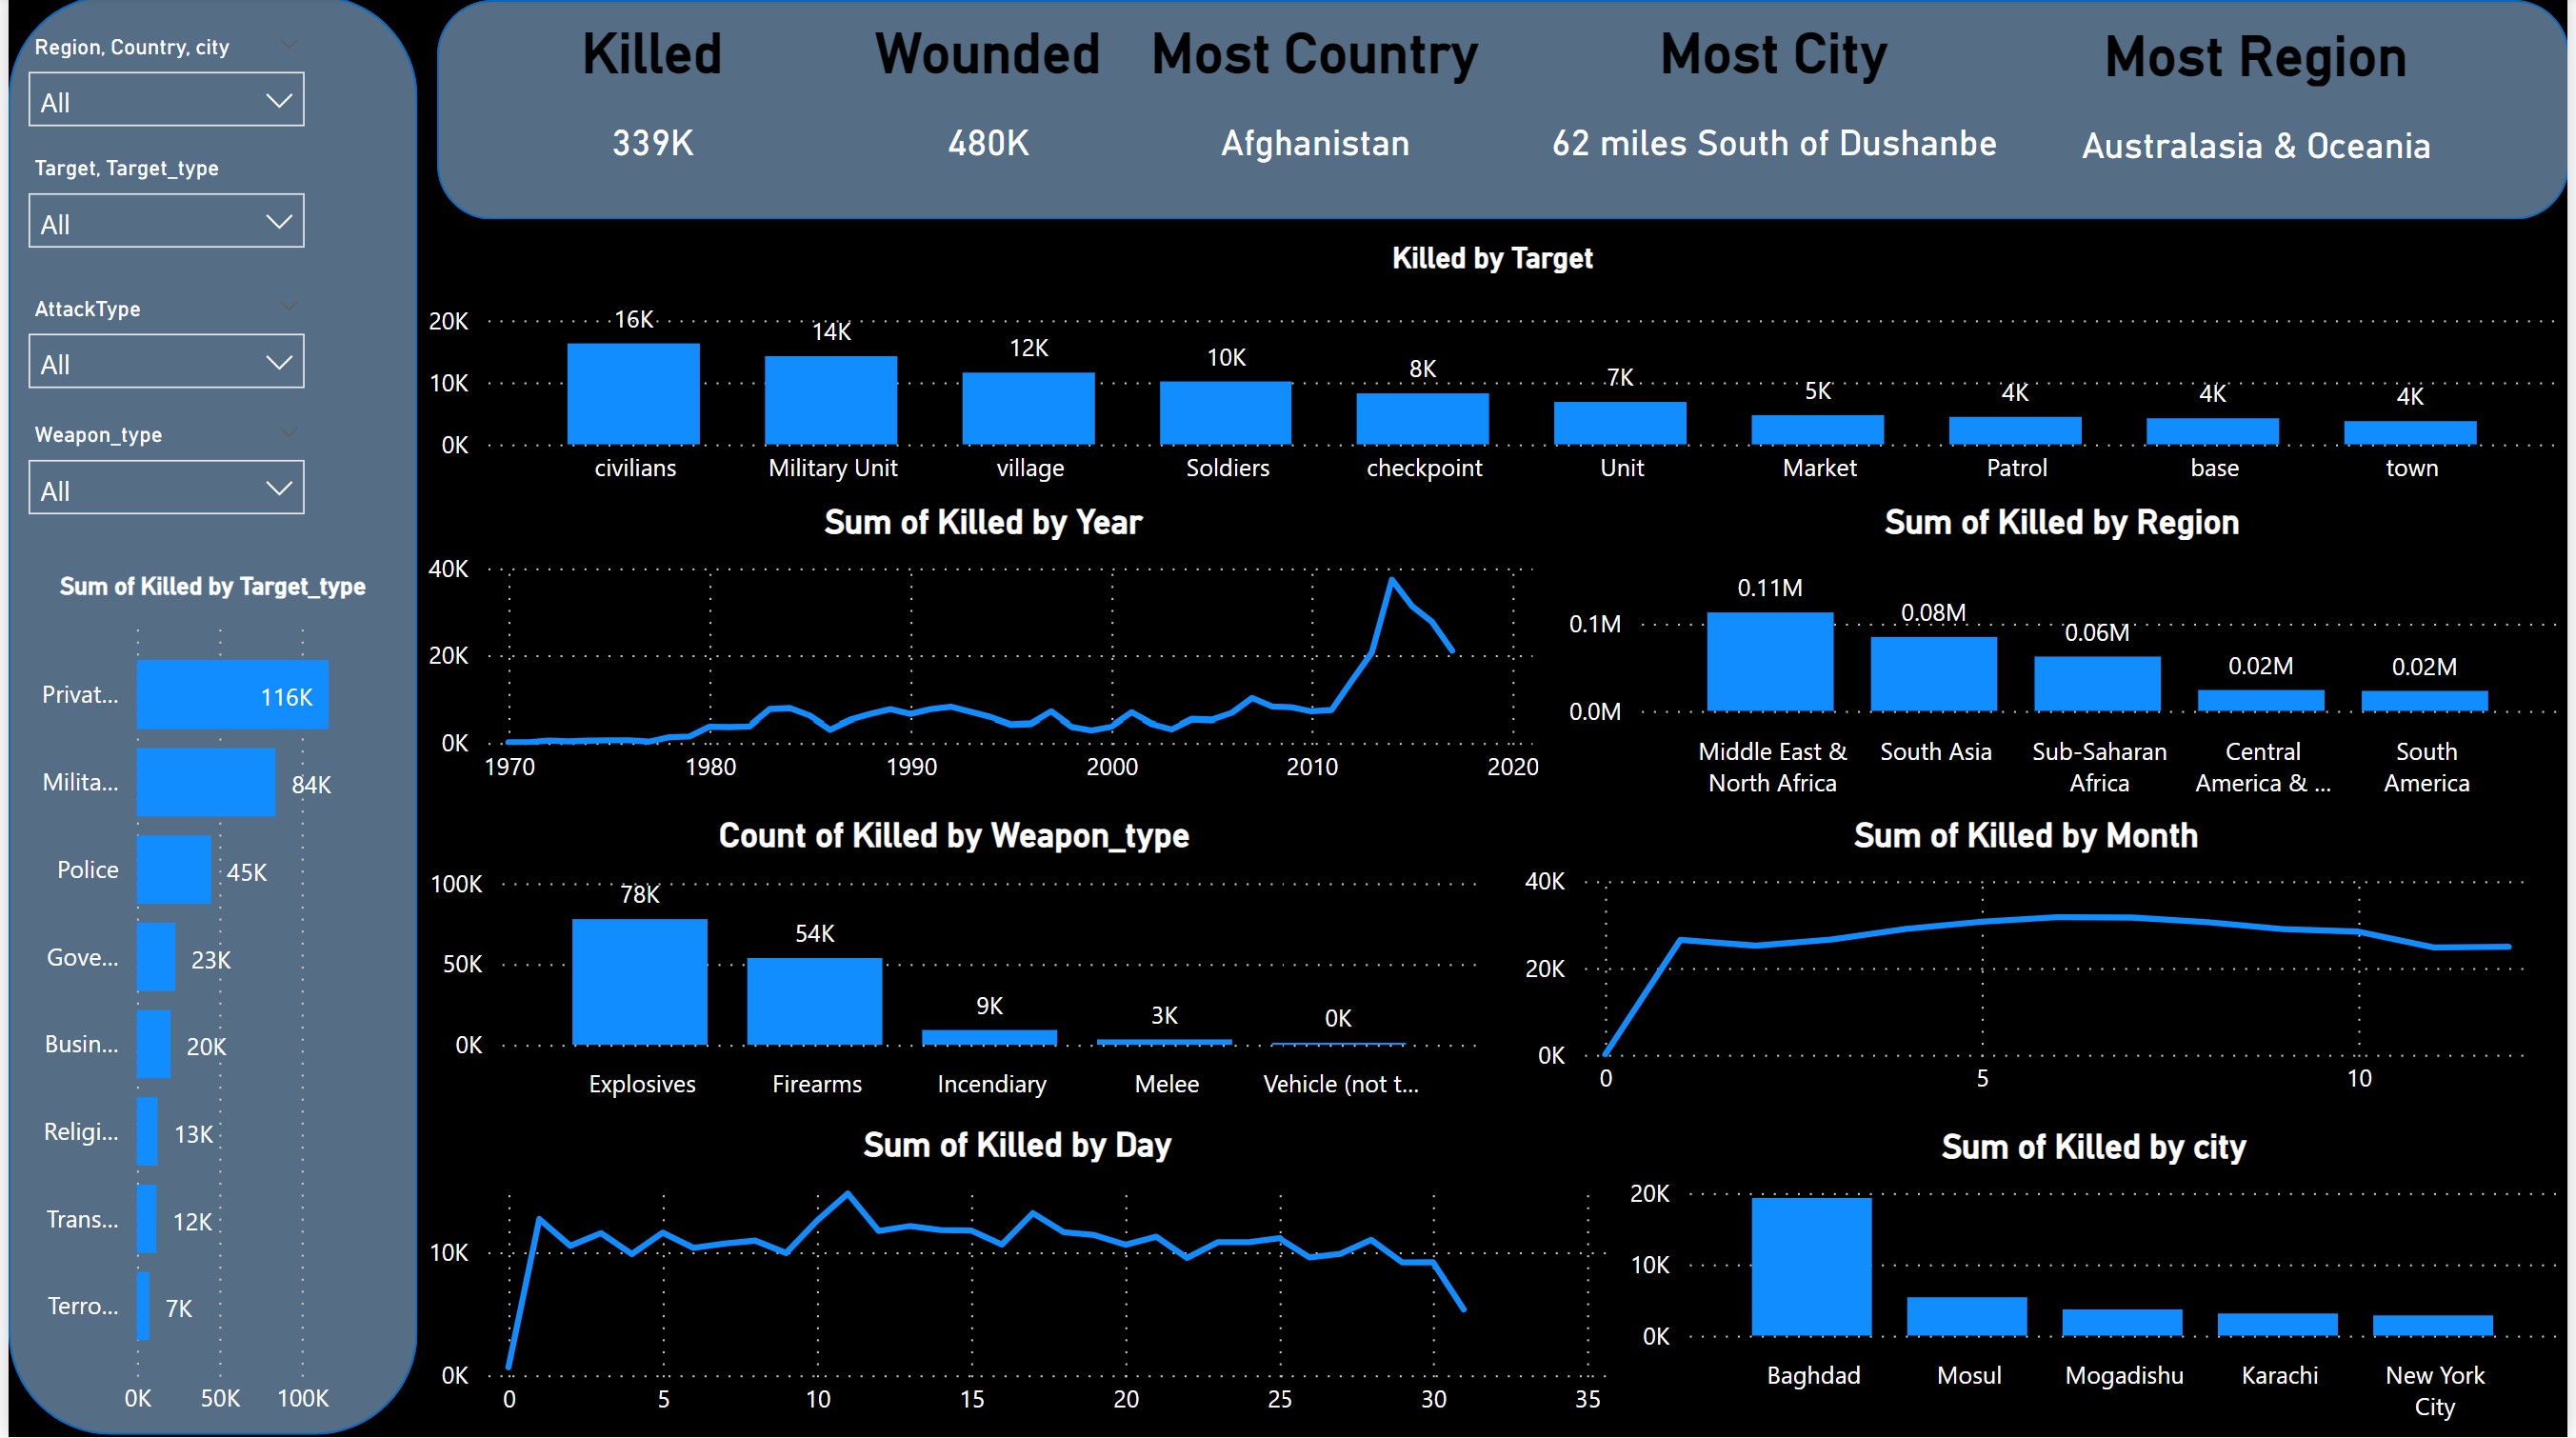 Region, Country, city
All
Target, Target_type
All
AttackType
All
Weapon_type
All
Sum of Killed by Target_type
Privat... 116K
Milita... 84K
Police 45K
Gove... 23K
Busin... 20K
Religi... 13K
Trans... 12K
Terro... 7K
0K 50K 100K
Killed Wounded Most Country Most City Most Region
339K 480K Afghanistan 62 miles South of Dushanbe Australasia & Oceania
Killed by Target
20K
10K
0K
16K 14K 12K 10K 8K 7K 5K 4K 4K 4K
civilians Military Unit village Soldiers checkpoint Unit Market Patrol base town
Sum of Killed by Year
40K
20K
0K
1970 1980 1990 2000 2010 2020
Sum of Killed by Region
0.1M
0.0M
0.11M 0.08M 0.06M 0.02M 0.02M
Middle East & South Asia Sub-Saharan Central South
North Africa Africa America & ... America
Count of Killed by Weapon_type
100K
50K
0K
78K 54K 9K 3K 0K
Explosives Firearms Incendiary Melee Vehicle (not t...
Sum of Killed by Month
40K
20K
0K
0 5 10
Sum of Killed by Day
10K
0K
0 5 10 15 20 25 30 35
Sum of Killed by city
20K
10K
0K
Baghdad Mosul Mogadishu Karachi New York
City